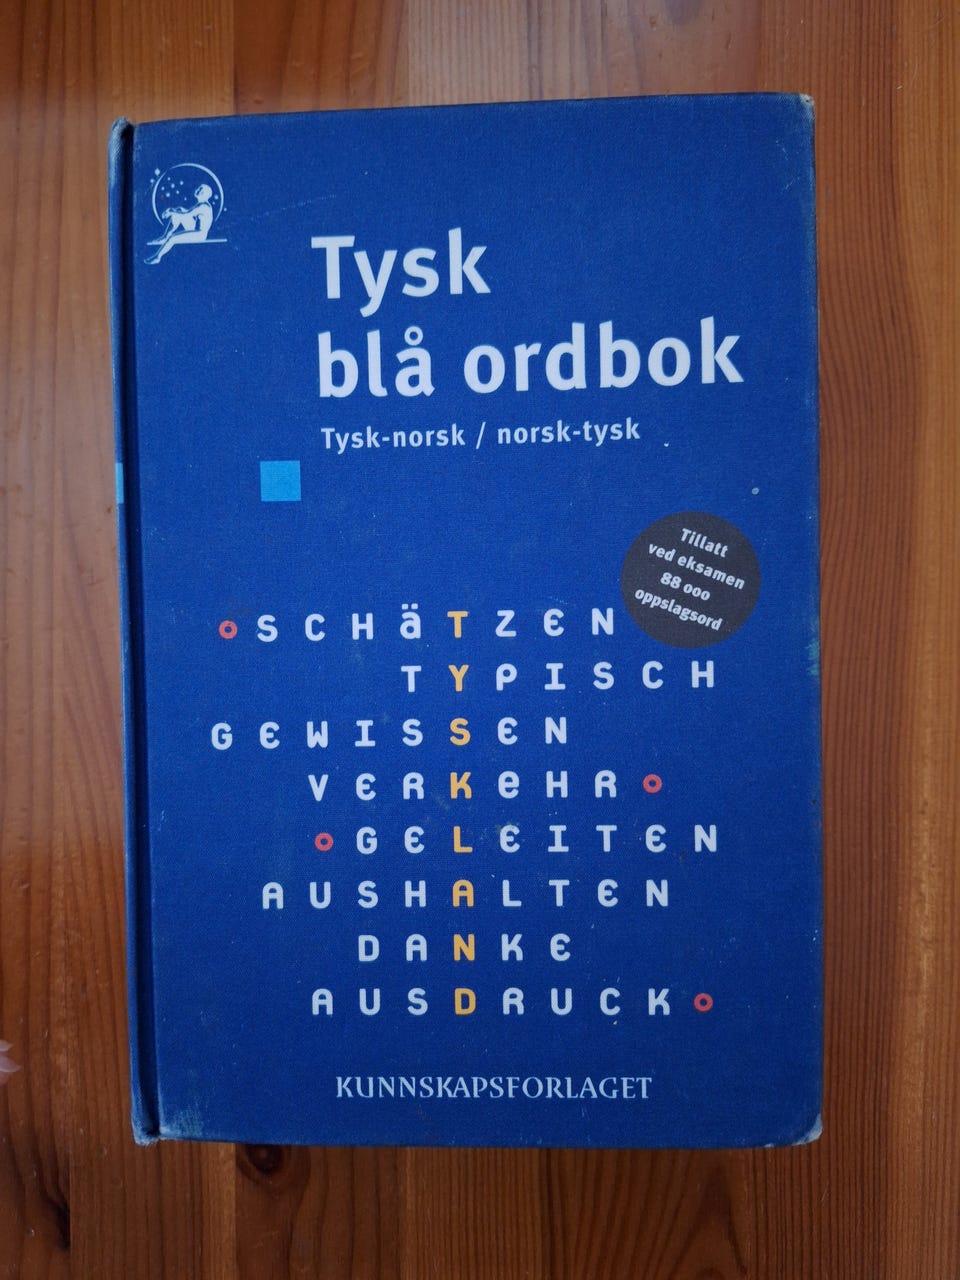 Tysk
blå ordbok
Tysk-norsk / norsk-tysk
Tillatt
ved eksamen
88 000
oppslagsord
SCHäTZEN
TYPISCH
GEWISSEN
VERKEHR
GELEITEN
AUSHALTEN
DANKE
AUSDRUCK
KUNNSKAPSFORLAGET